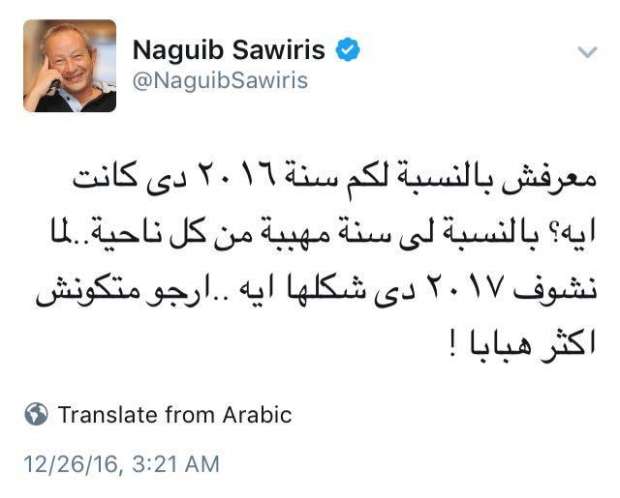 Naguib Sawiris
@NaguibSawiris
معرفش بالنسبة لكم سنة ٢٠١٦ دى كانت
ايه؟ بالنسبة لى سنة مهببة من كل ناحية..لما
نشوف ٢٠١٧ دى شكلها ايه ..ارجو متكونش
اكثر هبابا !
Translate from Arabic
12/26/16, 3:21 AM